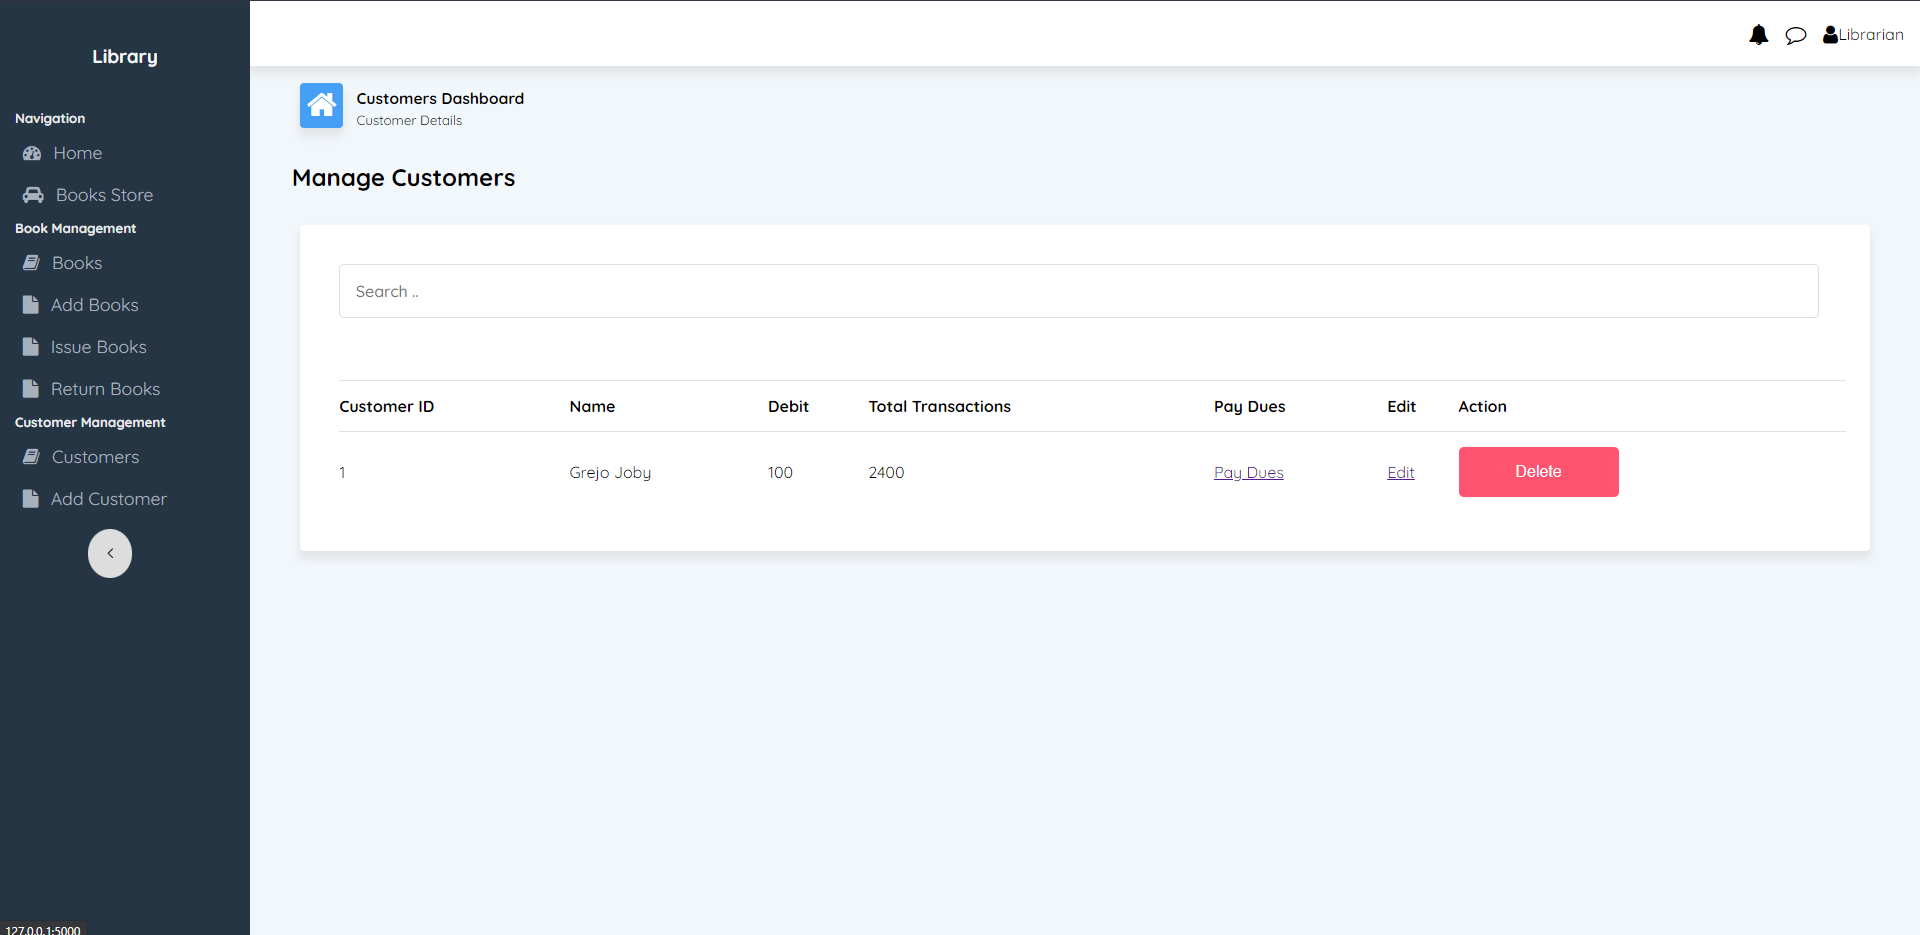 Library
Navigation
Home
Books Store
Book Management
Books
Add Books
Issue Books
Return Books
Customer Management
Customers
Add Customer
127.0.0.1:5000
Librarian
Customers Dashboard
Customer Details
Manage Customers
Search ..
Customer ID Name Debit Total Transactions Pay Dues Edit Action
1 Grejo Joby 100 2400 Pay Dues Edit Delete